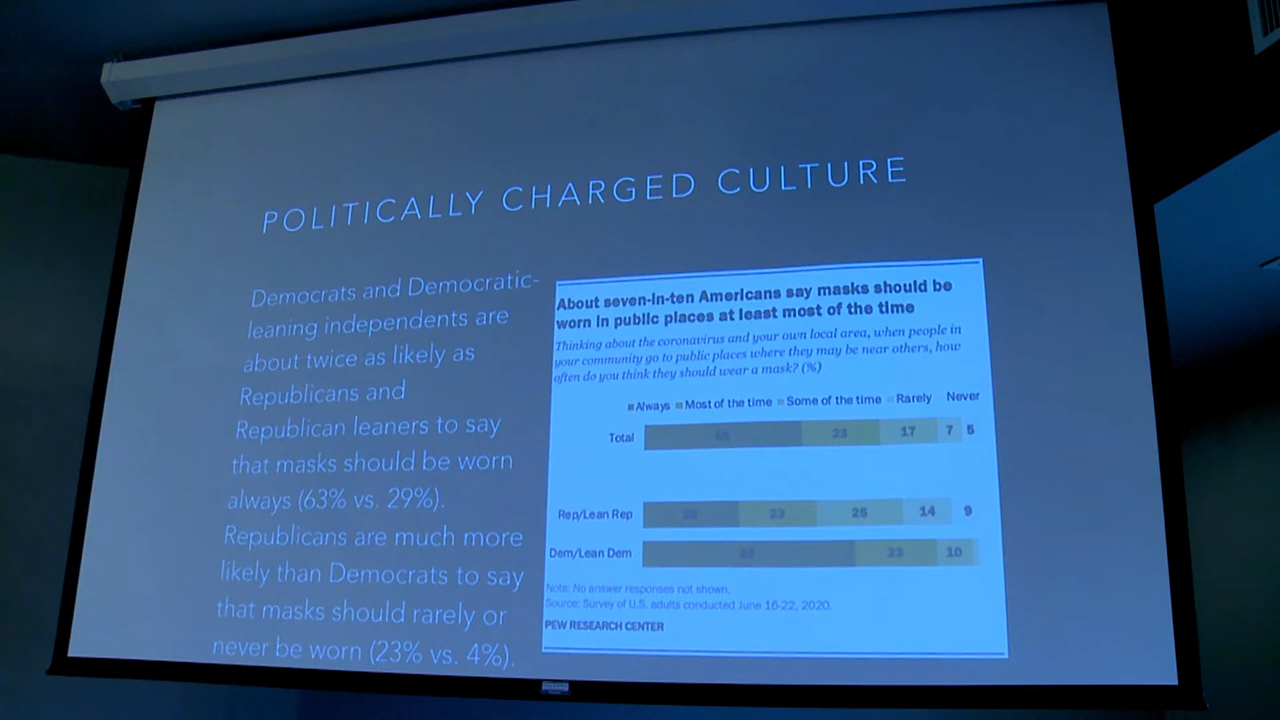 POLITICALLY CHARGED CULTURE
Democrats and Democratic-
leaning independents are
about twice as likely as
Republicans and
Republican leaners to say
that masks should be worn
always (63% vs. 29%).
Republicans are much more
likely than Democrats to say
that masks should rarely or
never be worn (23% vs. 4%).
About seven-in-ten Americans say masks should be
worn in public places at least most of the time
Thinking about the coronavirus and your own local area, when people in
your community go to public places where they may be near others, how
often do you think they should wear a mask? (%)
Always Most of the time Some of the time Rarely Never
Total 23 17 7 5
Rep/Lean Rep 23 25 14 9
Dem/Lean Dem 23 10
Note: No answer responses not shown.
Source: Survey of U.S. adults conducted June 16-22, 2020.
PEW RESEARCH CENTER